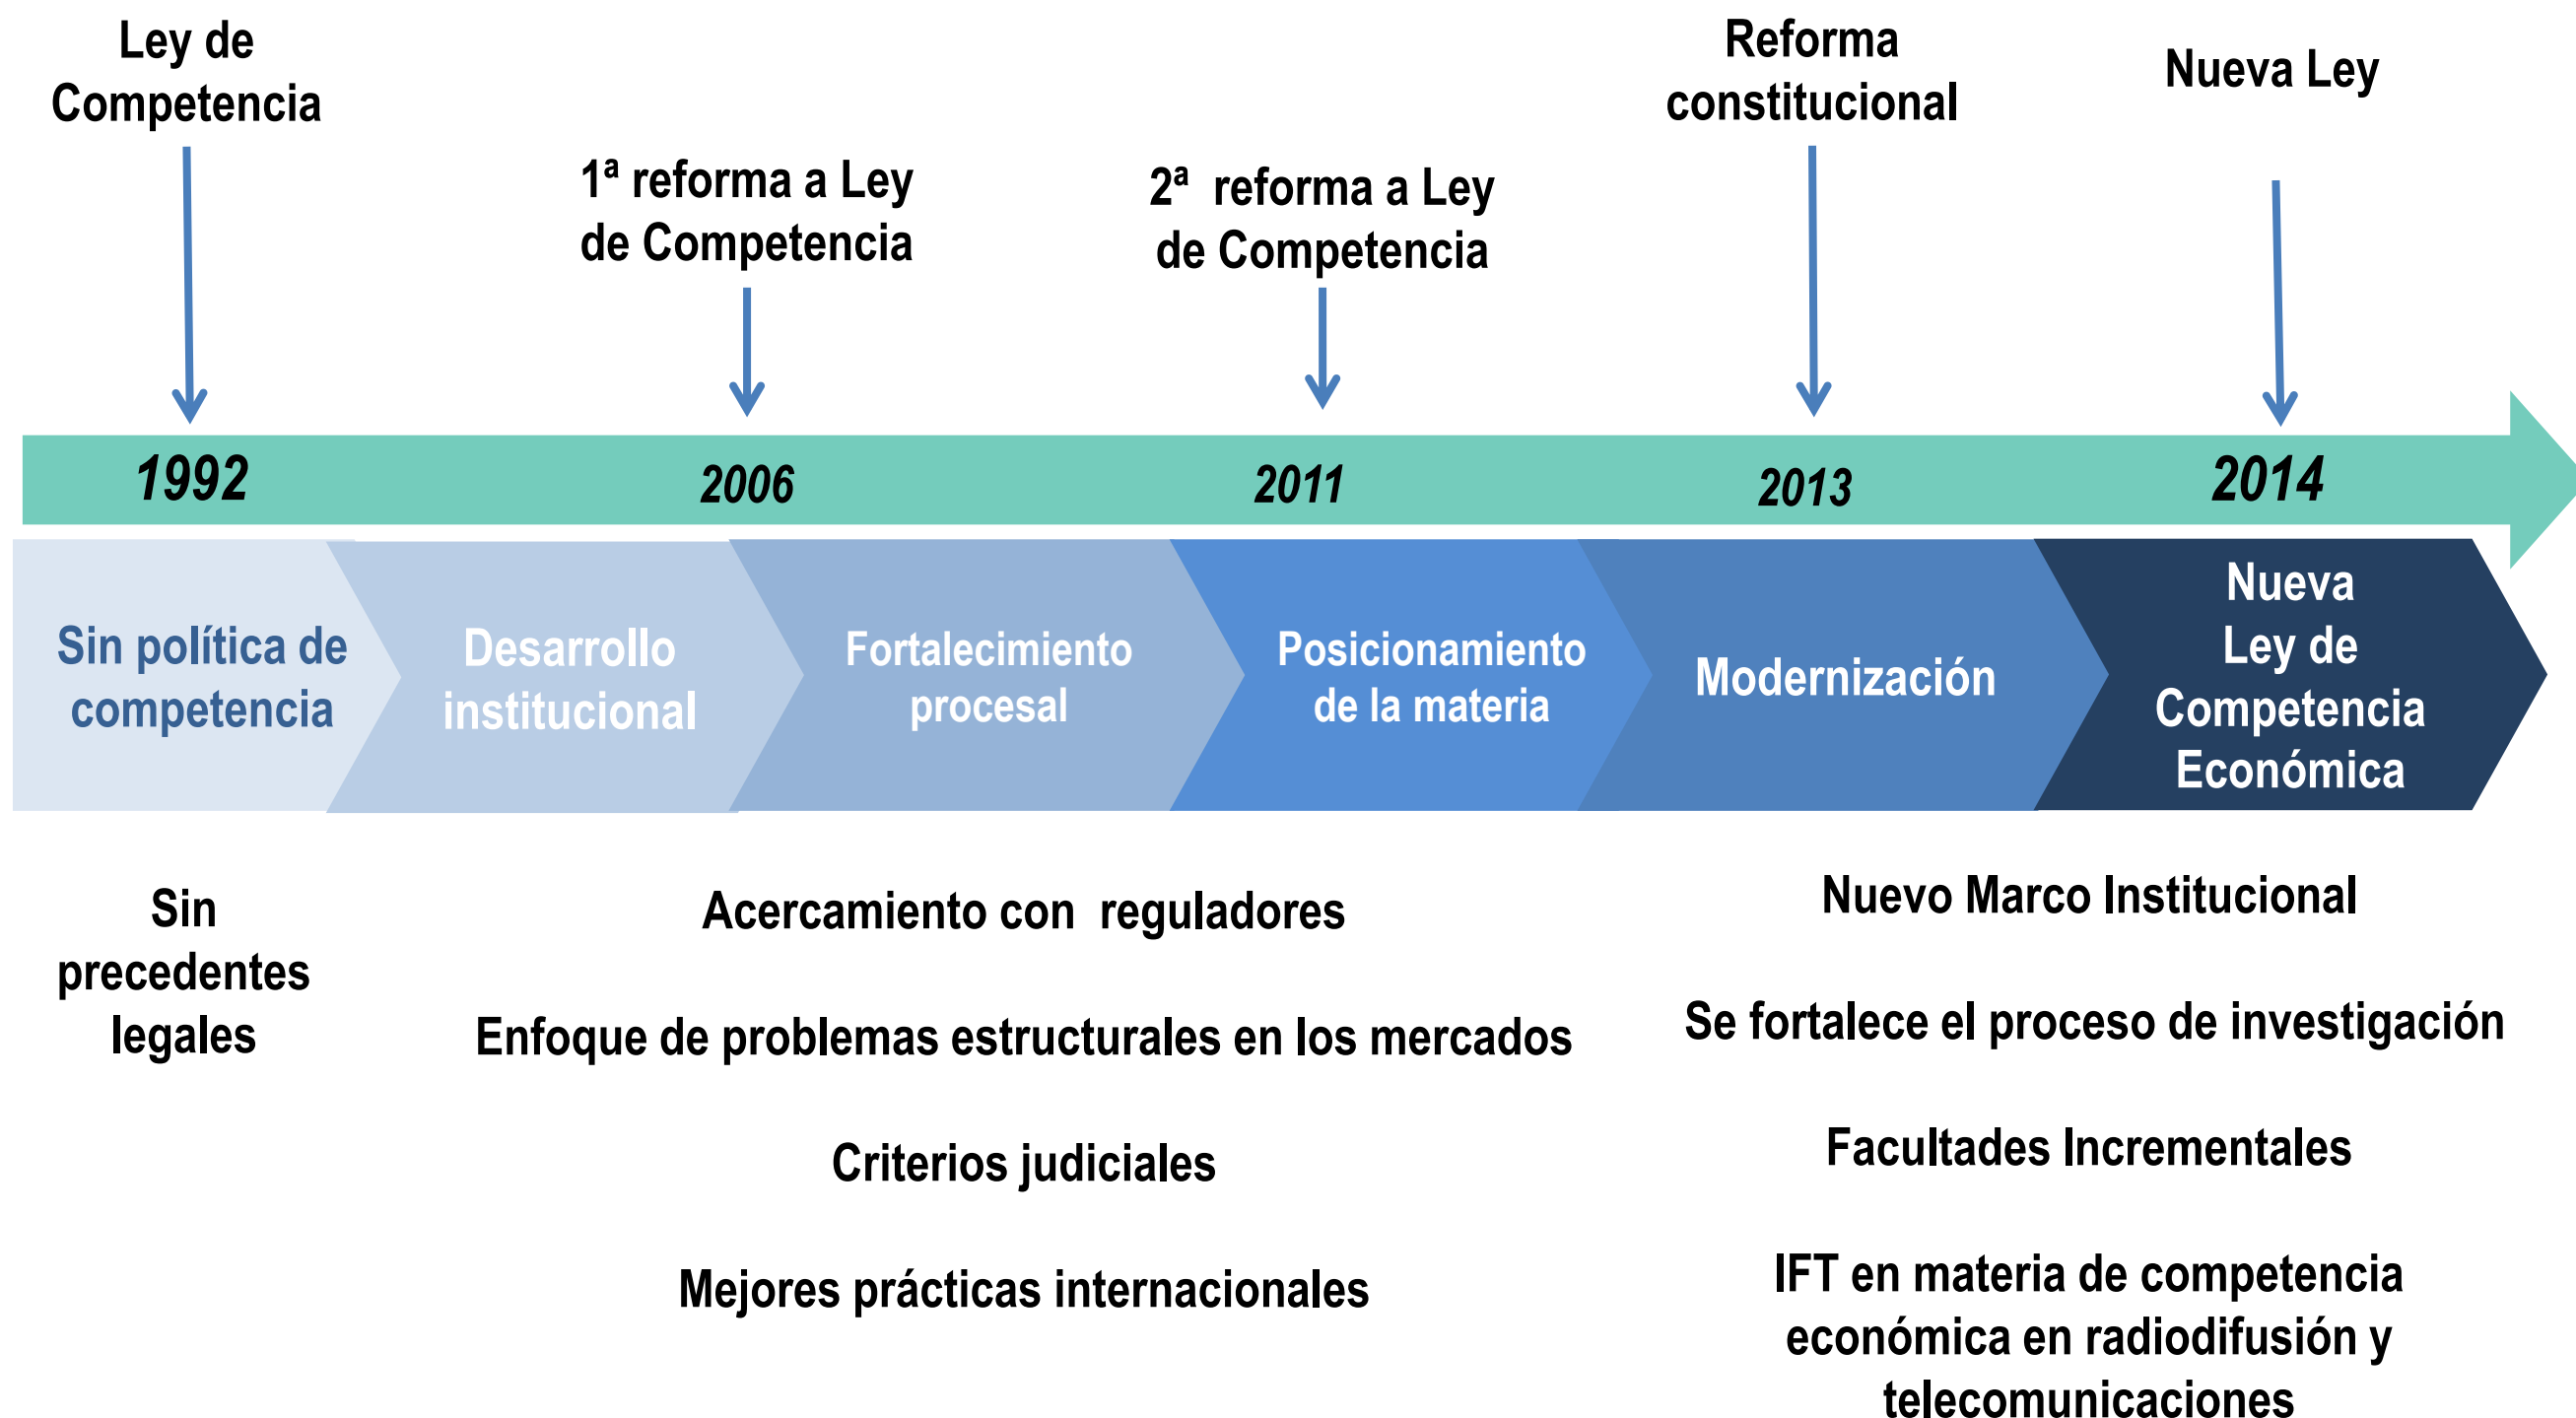 Ley de
Competencia
1ª reforma a Ley
de Competencia
2ª reforma a Ley
de Competencia
Reforma
constitucional
Nueva Ley
1992
2006
2011
2013
2014
Sin política de
competencia
Desarrollo
institucional
Fortalecimiento
procesal
Posicionamiento
de la materia
Modernización
Nueva
Ley de
Competencia
Económica
Sin
precedentes
legales
Acercamiento con reguladores
Enfoque de problemas estructurales en los mercados
Criterios judiciales
Mejores prácticas internacionales
Nuevo Marco Institucional
Se fortalece el proceso de investigación
Facultades Incrementales
IFT en materia de competencia
económica en radiodifusión y
telecomunicaciones